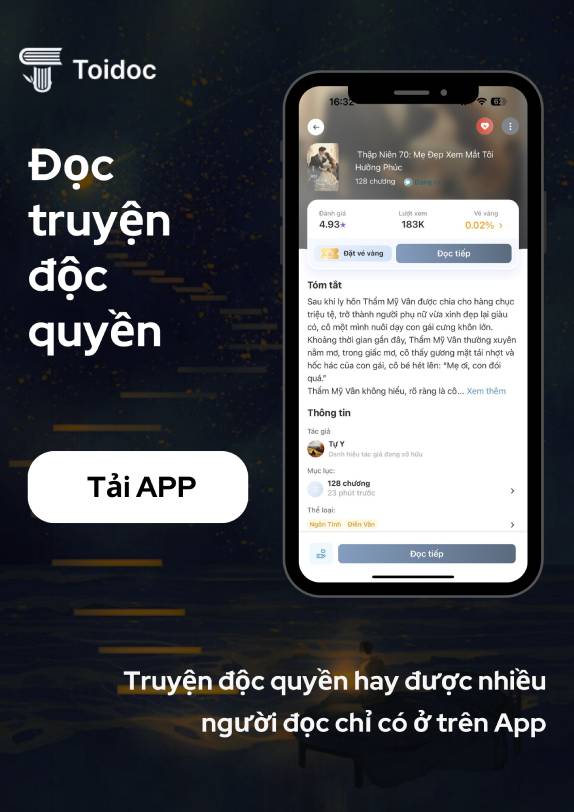 Toidoc
Đọc
truyện
độc
quyền
Tải APP
16:32
62
Thập Niên 70: Mẹ Đẹp Xem Mắt Tôi
Hưởng Phúc
128 chương
Đánh giá
Lượt xem
Vé vàng
4.93★
183K
0.02% >
Đặt vé vàng
Đọc tiếp
Tóm tắt
Sau khi ly hôn Thẩm Mỹ Vân được chia cho hàng chục
triệu tệ, trở thành người phụ nữ vừa xinh đẹp lại giàu
có, cô một mình nuôi dạy con gái cưng khôn lớn.
Khoảng thời gian gần đây, Thẩm Mỹ Vân thường xuyên
nằm mơ, trong giấc mơ, cô thấy gương mặt tái nhợt và
hốc hác của con gái, cô bé hét lên: “Mẹ ơi, con đói
quá.”
Thẩm Mỹ Vân không hiểu, rõ ràng là cô... Xem thêm
Thông tin
Tác giả
Tự Y
Danh hiệu tác giả đang sở hữu
Mục lục:
128 chương
23 phút trước
Thể loại:
Ngôn Tình · Điền Văn
Đọc tiếp
Truyện độc quyền hay được nhiều
người đọc chỉ có ở trên App